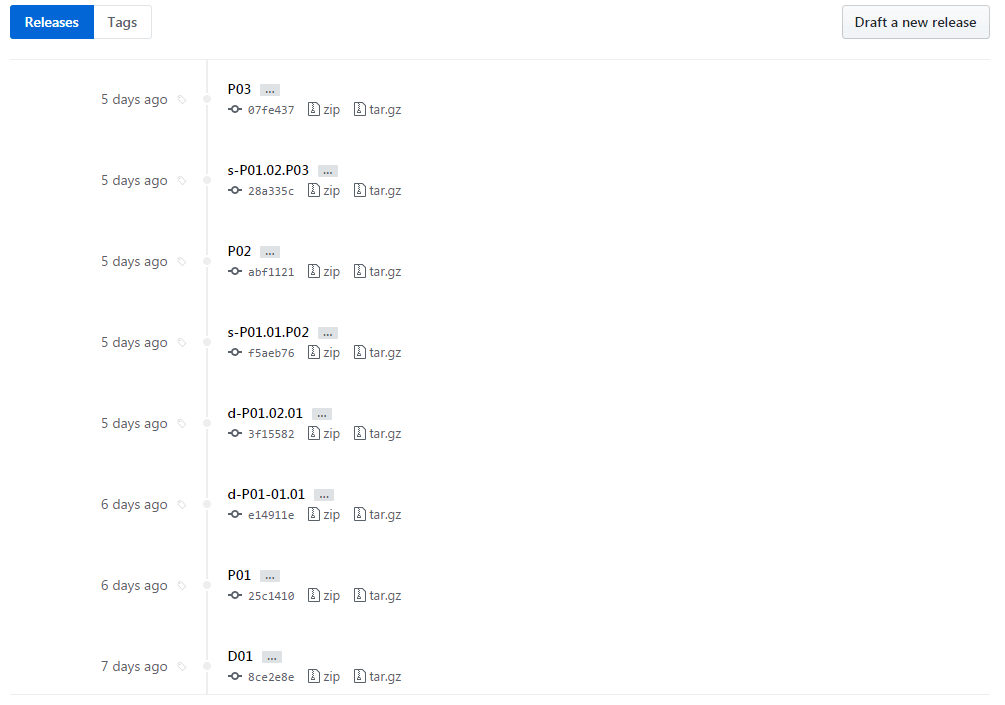 Releases Tags Draft a new release
5 days ago P03 ...
07fe437 zip tar.gz
5 days ago s-P01.02.P03 ...
28a335c zip tar.gz
5 days ago P02 ...
abf1121 zip tar.gz
5 days ago s-P01.01.P02 ...
f5aeb76 zip tar.gz
5 days ago d-P01.02.01 ...
3f15582 zip tar.gz
6 days ago d-P01-01.01 ...
e14911e zip tar.gz
6 days ago P01 ...
25c1410 zip tar.gz
7 days ago D01 ...
8ce2e8e zip tar.gz